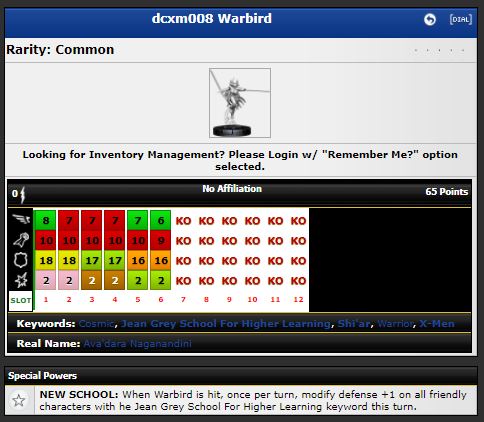 dcxm008 Warbird
[DIAL]
Rarity: Common
Looking for Inventory Management? Please Login w/ "Remember Me?" option
selected.
0 No Affiliation 65 Points
8 7 7 7 7 6 KO KO KO KO KO KO
10 10 10 10 10 9 KO KO KO KO KO KO
18 18 17 17 16 16 KO KO KO KO KO KO
2 2 2 2 2 2 KO KO KO KO KO KO
SLOT 1 2 3 4 5 6 7 8 9 10 11 12
Keywords: Cosmic, Jean Grey School For Higher Learning, Shi'ar, Warrior, X-Men
Real Name: Ava'dara Naganandini
Special Powers
NEW SCHOOL: When Warbird is hit, once per turn, modify defense +1 on all friendly
characters with he Jean Grey School For Higher Learning keyword this turn.